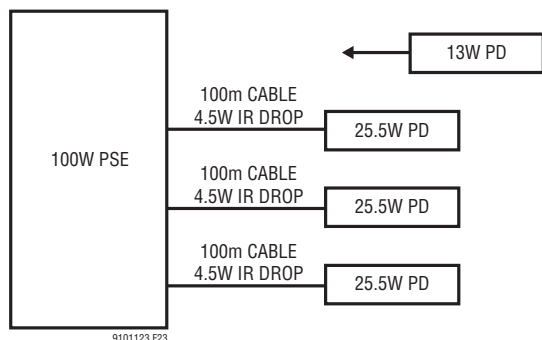 13W PD
100m CABLE
4.5W IR DROP
25.5W PD
100W PSE
100m CABLE
4.5W IR DROP
25.5W PD
100m CABLE
4.5W IR DROP
25.5W PD
9101123 F23